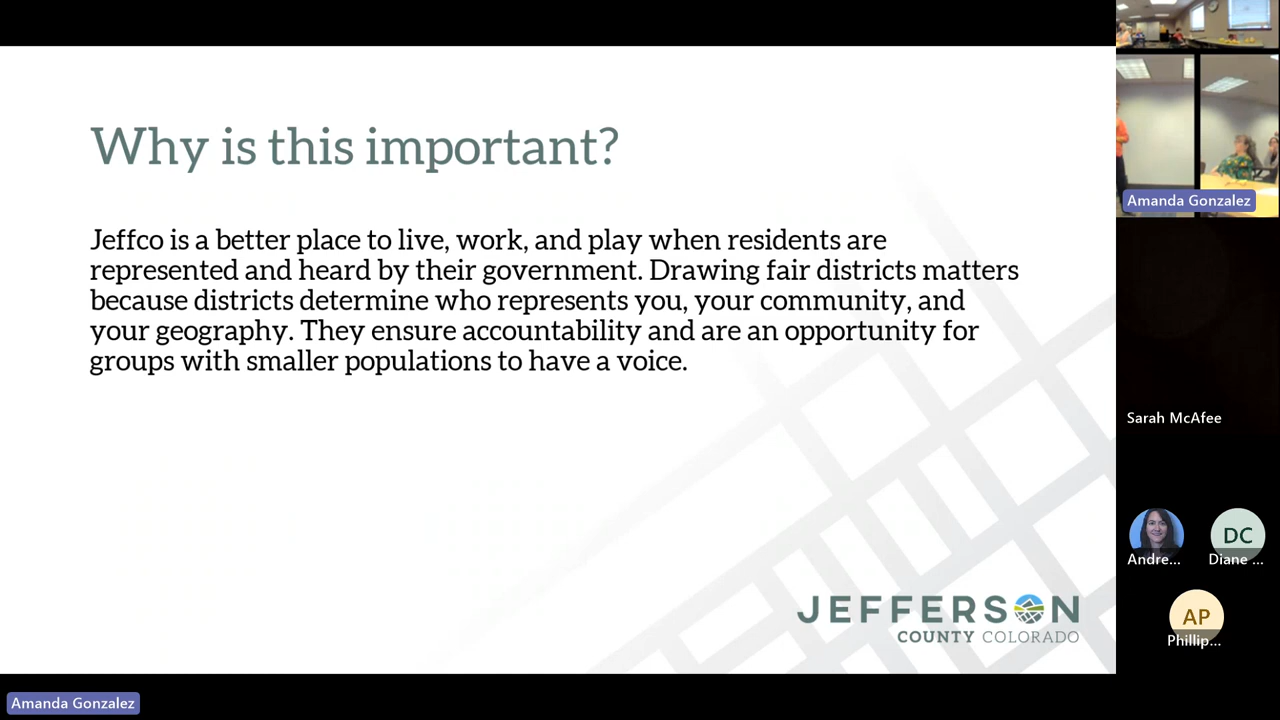 Why is this important?
Jeffco is a better place to live, work, and play when residents are
represented and heard by their government. Drawing fair districts matters
because districts determine who represents you, your community, and
your geography. They ensure accountability and are an opportunity for
groups with smaller populations to have a voice.
JEFFERSON
COUNTY COLORADO
Amanda Gonzalez
Sarah McAfee
Andre...
DC
Diane ...
AP
Phillip...
Amanda Gonzalez